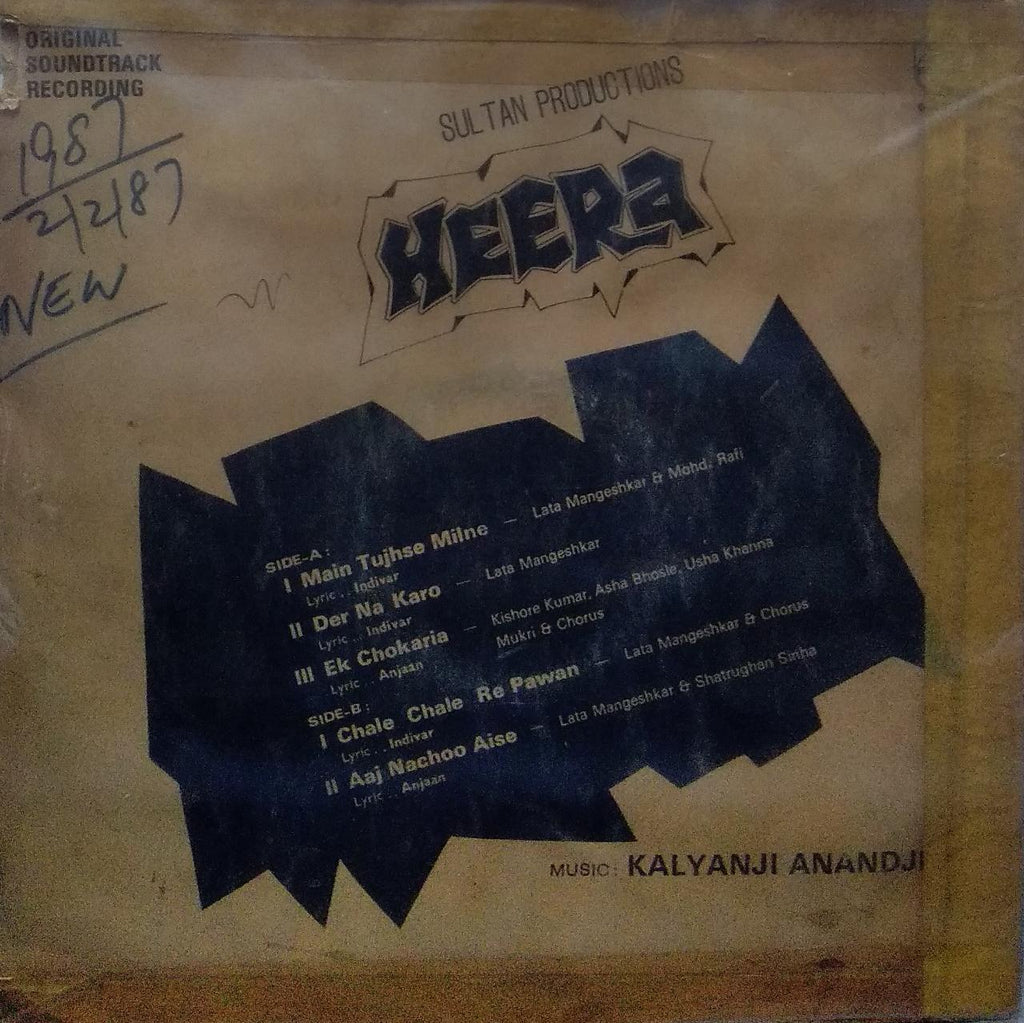 ORIGINAL
SOUNDTRACK
RECORDING
1987
2/2/87
NEW
SULTAN PRODUCTIONS
HEERA
SIDE-A :
I Main Tujhse Milne — Lata Mangeshkar & Mohd. Rafi
Lyric . . Indivar
II Der Na Karo — Lata Mangeshkar
Lyric . . Indivar
III Ek Chokaria — Kishore Kumar, Asha Bhosle, Usha Khanna
Mukri & Chorus
Lyric . . Anjaan
SIDE-B :
I Chale Chale Re Pawan — Lata Mangeshkar & Chorus
Lyric . . Indivar
II Aaj Nachoo Aise — Lata Mangeshkar & Shatrughan Sinha
Lyric . . Anjaan
MUSIC : KALYANJI ANANDJI